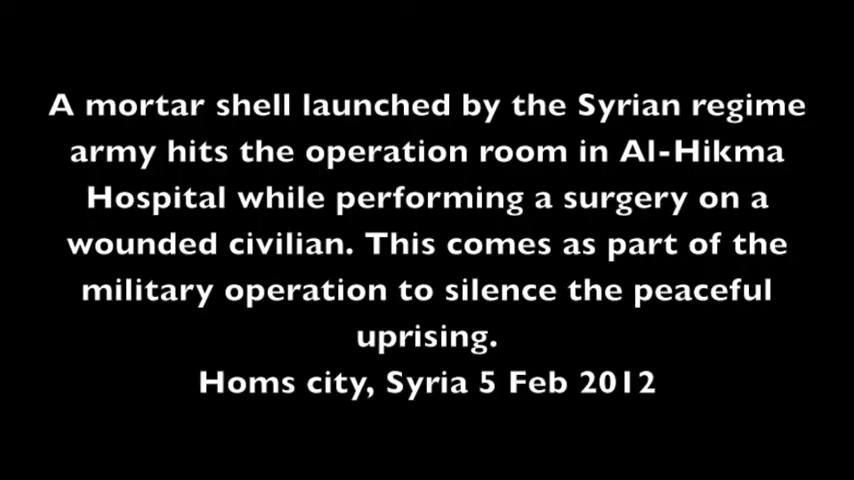 A mortar shell launched by the Syrian regime
army hits the operation room in Al-Hikma
Hospital while performing a surgery on a
wounded civilian. This comes as part of the
military operation to silence the peaceful
uprising.
Homs city, Syria 5 Feb 2012